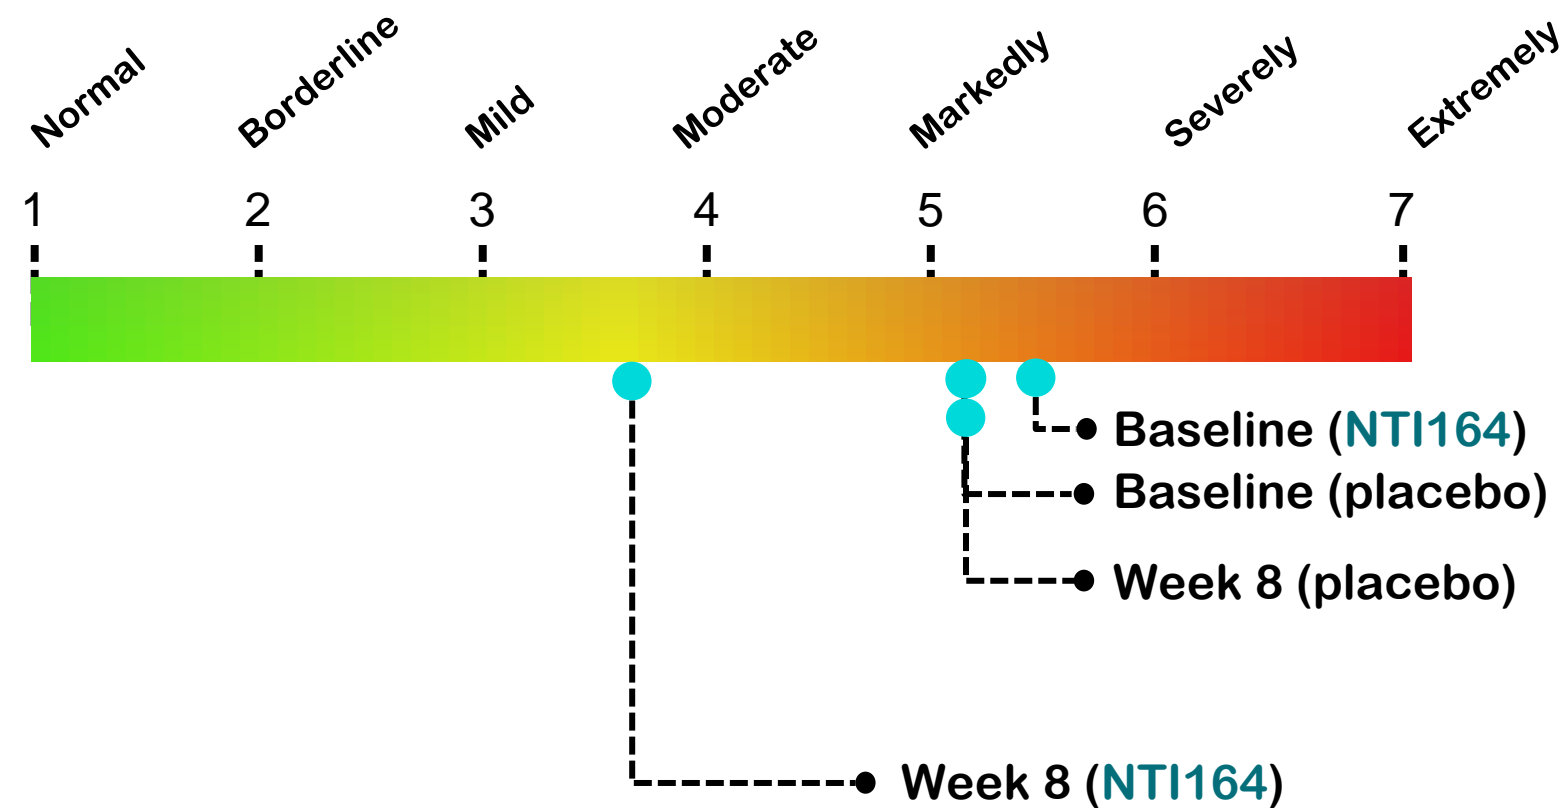 Normal Borderline Mild Moderate Markedly Severely Extremely
1 2 3 4 5 6 7
Baseline (NTI164)
Baseline (placebo)
Week 8 (placebo)
Week 8 (NTI164)